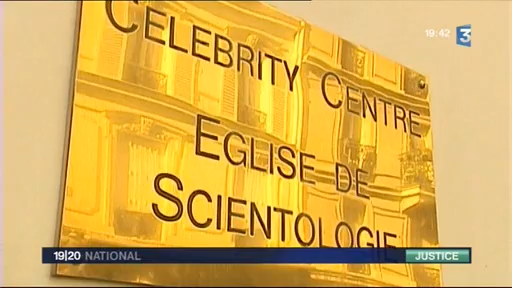 19:42 3
CELEBRITY CENTRE
EGLISE DE
SCIENTOLOGIE
19|20 NATIONAL
JUSTICE